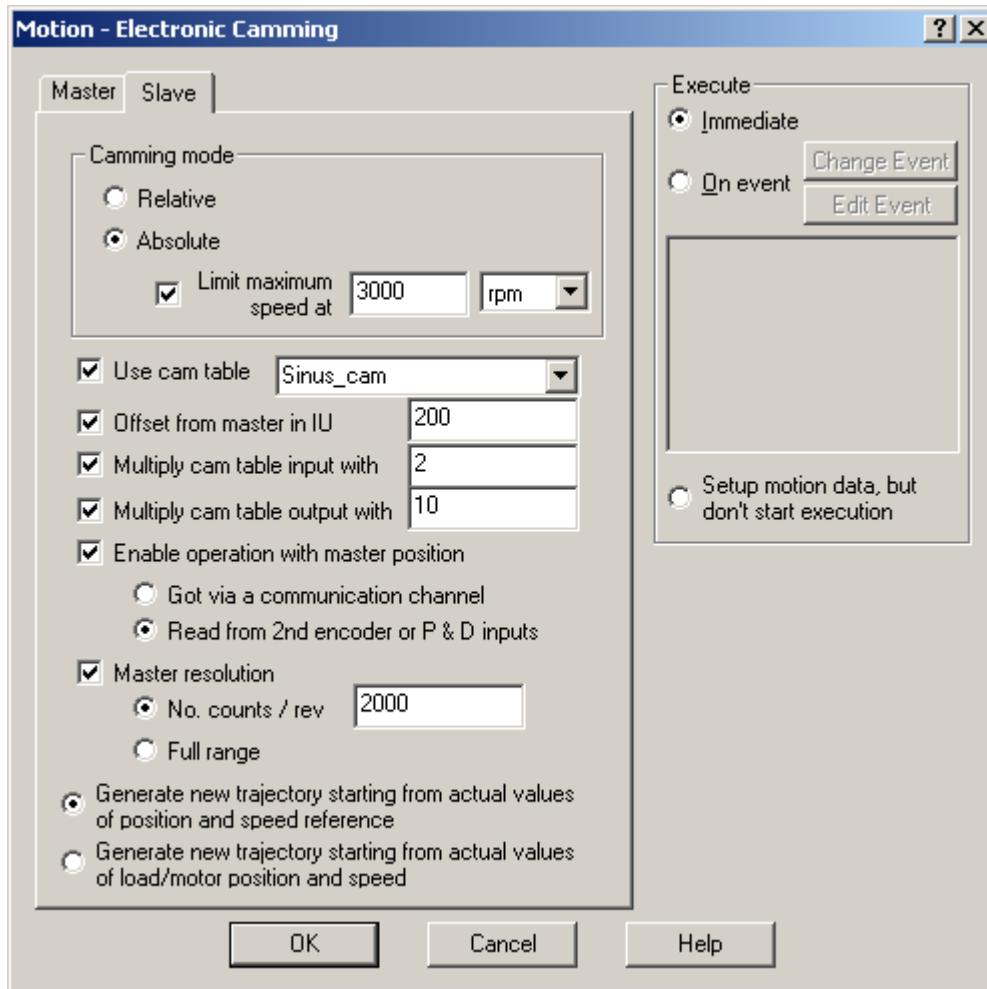 Motion - Electronic Camming
Master
Slave
Camming mode
Relative
Absolute
Limit maximum
speed at
3000
rpm
Use cam table
Sinus_cam
Offset from master in IU
200
Multiply cam table input with
2
Multiply cam table output with
10
Enable operation with master position
Got via a communication channel
Read from 2nd encoder or P & D inputs
Master resolution
No. counts / rev
2000
Full range
Generate new trajectory starting from actual values
of position and speed reference
Generate new trajectory starting from actual values
of load/motor position and speed
Execute
Immediate
On event
Change Event
Edit Event
Setup motion data, but
don't start execution
OK
Cancel
Help